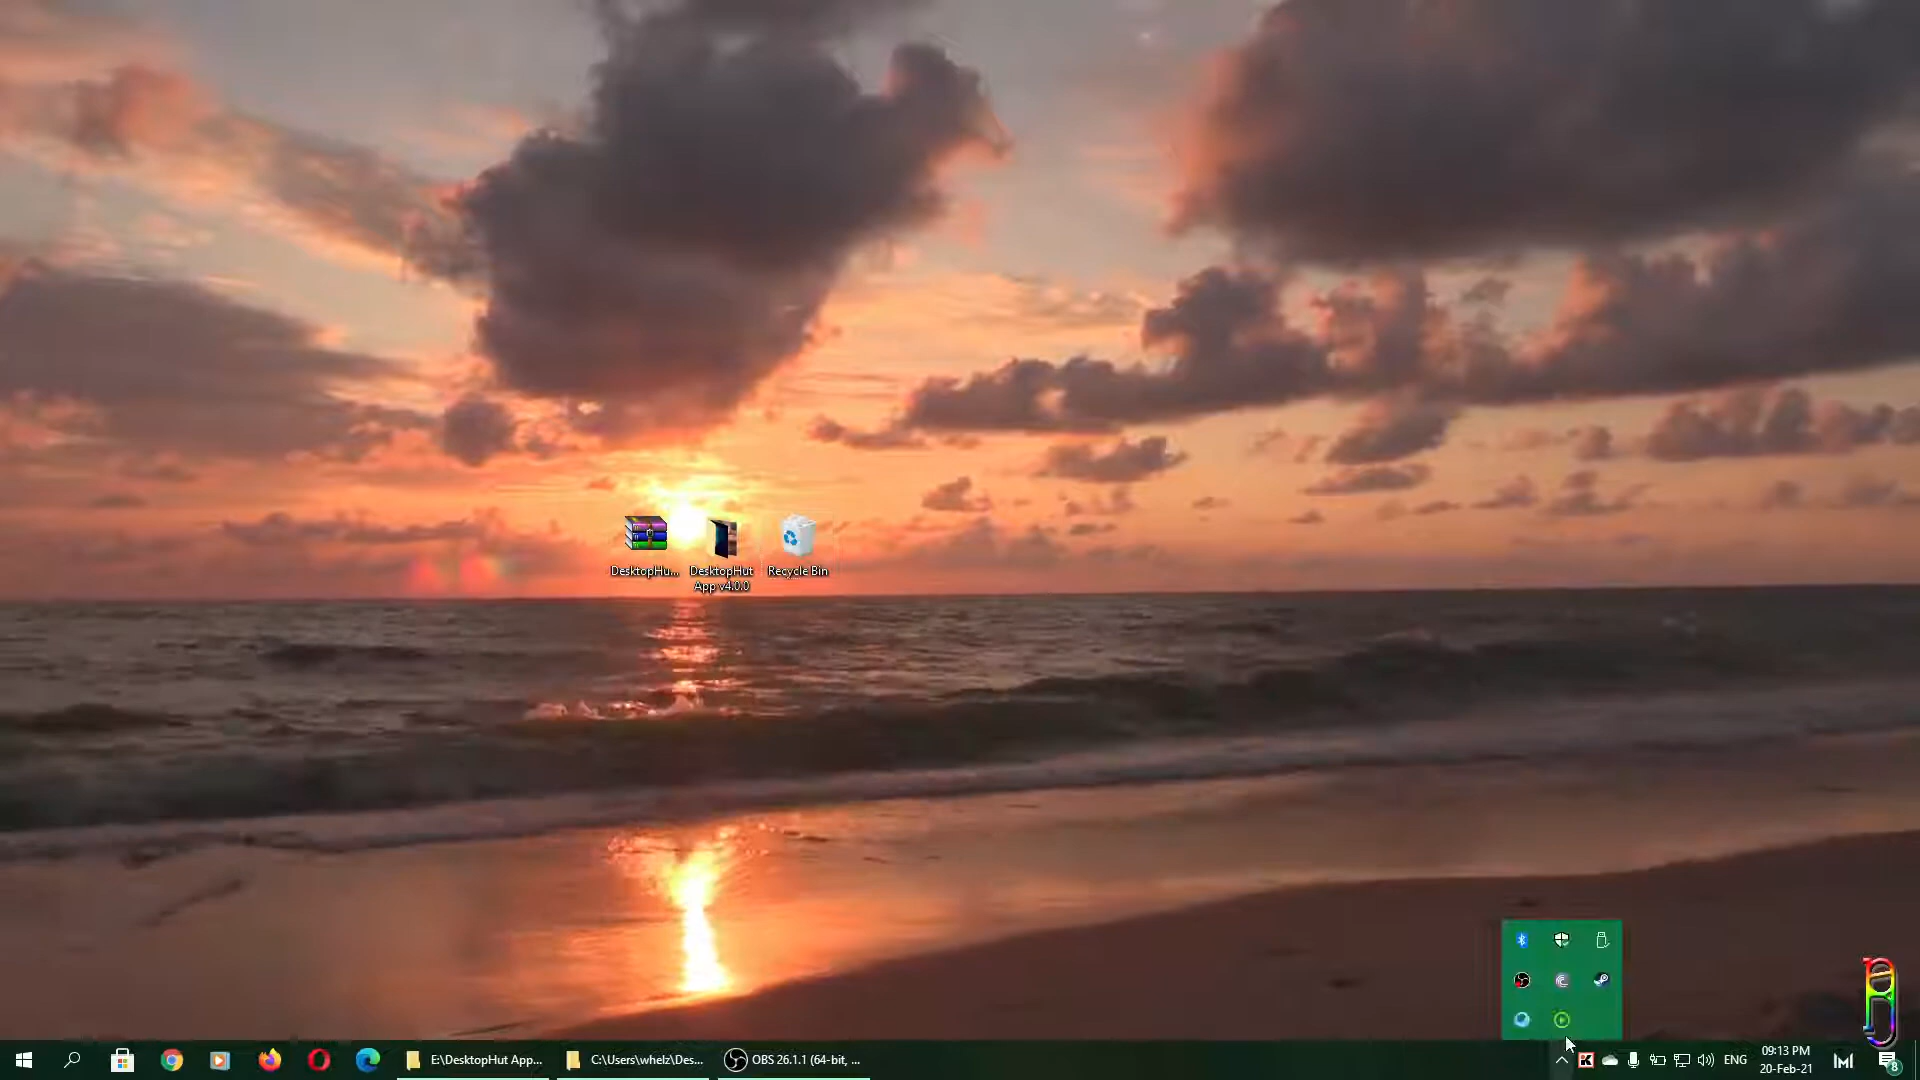 DesktopHu...
DesktopHut
App v4.0.0
Recycle Bin
E:\DesktopHut App...
C:\Users\whelz\Des...
OBS 26.1.1 (64-bit, ...
ENG
09:13 PM
20-Feb-21
8